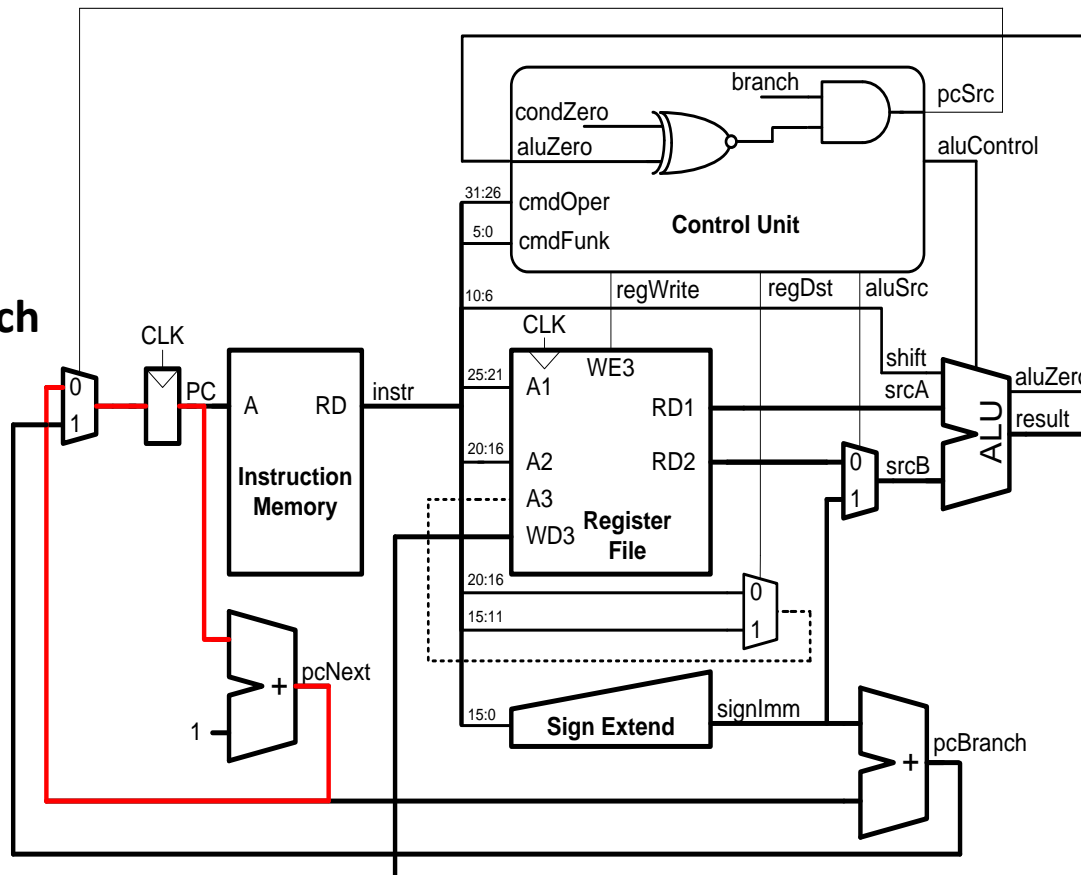 branch
pcSrc
condZero
aluZero
aluControl
31:26
cmdOper
5:0
cmdFunk
Control Unit
10:6
regWrite
regDst
aluSrc
ch
CLK
CLK
shift
0
1
PC
A
RD
instr
25:21
A1
WE3
RD1
srcA
ALU
aluZero
result
Instruction
Memory
20:16
A2
RD2
0
1
srcB
A3
WD3
Register
File
20:16
15:11
0
1
pcNext
+
1
15:0
Sign Extend
signImm
+
pcBranch